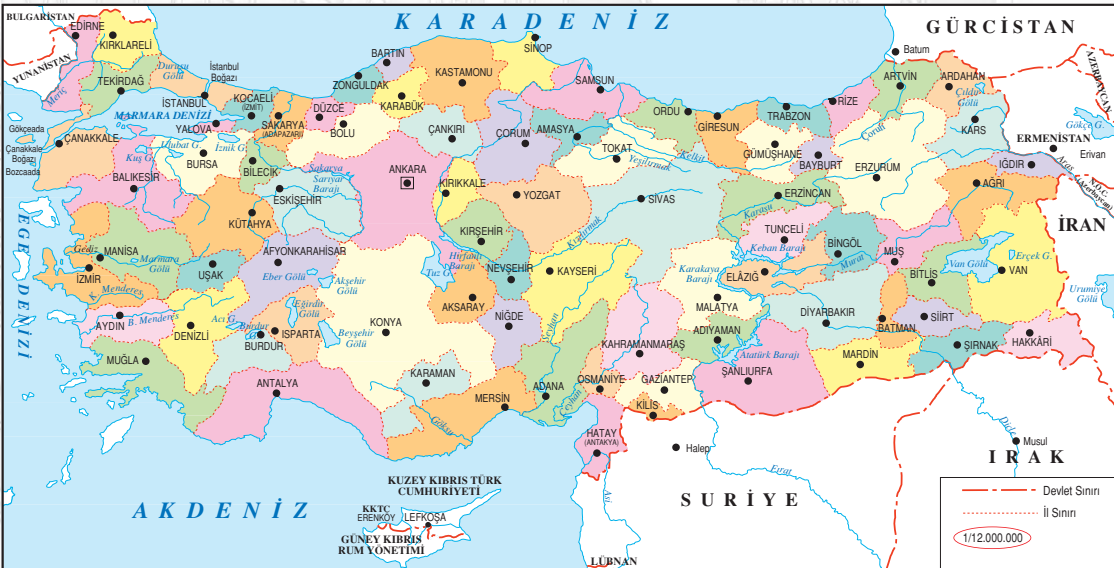 BULGARİSTAN
YUNANİSTAN
KARADENİZ
GÜRCİSTAN
AZERBAYCAN
ERMENİSTAN
Erivan
N.Ö.C.
(Azerbaycan)
İRAN
IRAK
SURİYE
LÜBNAN
AKDENİZ
EGE DENİZİ
MARMARA DENİZİ
EDİRNE
KIRKLARELİ
TEKİRDAĞ
Durusu
Gölü
İstanbul
Boğazı
İSTANBUL
Meriç
Gökçeada
Çanakkale
Boğazı
Bozcaada
ÇANAKKALE
YALOVA
KOCAELİ
(İZMİT)
SAKARYA
(ADAPAZARI)
DÜZCE
BOLU
ZONGULDAK
BARTIN
KARABÜK
KASTAMONU
SİNOP
SAMSUN
ÇANKIRI
ÇORUM
AMASYA
TOKAT
ORDU
GİRESUN
TRABZON
RİZE
Batum
ARTVİN
ARDAHAN
Çıldır
Gölü
KARS
Gökçe G.
IĞDIR
Aras
AĞRI
ERZURUM
Çoruh
BAYBURT
GÜMÜŞHANE
Kelkit
Yeşilırmak
ERZİNCAN
Karasu
SİVAS
Kızılırmak
YOZGAT
KIRIKKALE
ANKARA
Sakarya
Sarıyar
Barajı
ESKİŞEHİR
BİLECİK
İznik G.
Ulubat G.
BURSA
Kuş G.
BALIKESİR
KÜTAHYA
MANİSA
Gediz
Marmara
Gölü
İZMİR
K. Menderes
UŞAK
AFYONKARAHİSAR
Eber Gölü
Akşehir
Gölü
AYDIN
B. Menderes
DENİZLİ
Acı G.
Burdur
G.
BURDUR
ISPARTA
Eğirdir
Gölü
Beyşehir
Gölü
MUĞLA
ANTALYA
KONYA
KARAMAN
Tuz G.
Hirfanlı
Barajı
KIRŞEHİR
NEVŞEHİR
AKSARAY
NİĞDE
KAYSERİ
Seyhan
MERSİN
Göksu
ADANA
Ceyhan
OSMANİYE
HATAY
(ANTAKYA)
Asi
KAHRAMANMARAŞ
GAZİANTEP
KİLİS
Halep
ADIYAMAN
Atatürk Barajı
ŞANLIURFA
MALATYA
Karakaya
Barajı
ELAZIĞ
Keban Barajı
TUNCELİ
BİNGÖL
Murat
MUŞ
BİTLİS
Van Gölü
Erçek G.
VAN
Urumiye
Gölü
DİYARBAKIR
BATMAN
SİİRT
MARDİN
ŞIRNAK
HAKKÂRİ
Dicle
Musul
Fırat
KUZEY KIBRIS TÜRK
CUMHURİYETİ
KKTC
ERENKÖY
LEFKOŞA
GÜNEY KIBRIS
RUM YÖNETİMİ
Devlet Sınırı
İl Sınırı
1/12.000.000